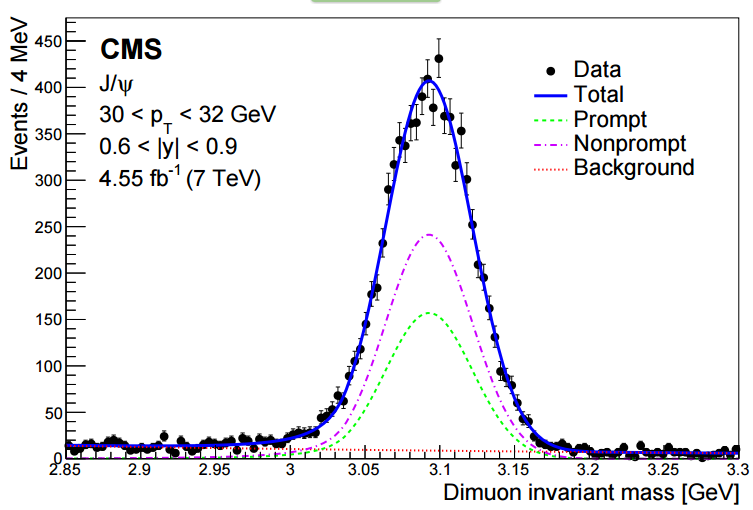 Events / 4 MeV
450
400
350
300
250
200
150
100
50
0
CMS
J/ψ
30 < p_T < 32 GeV
0.6 < |y| < 0.9
4.55 fb⁻¹ (7 TeV)
Data
Total
Prompt
Nonprompt
Background
2.85 2.9 2.95 3 3.05 3.1 3.15 3.2 3.25 3.3
Dimuon invariant mass [GeV]